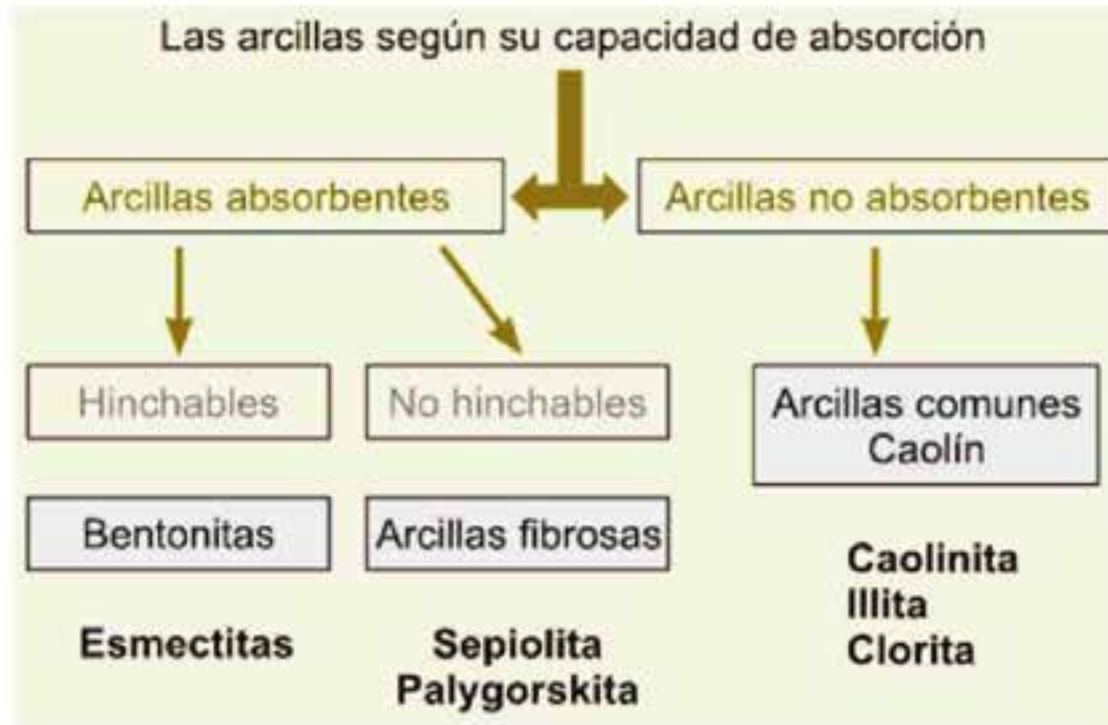 Las arcillas según su capacidad de absorción
Arcillas absorbentes
Arcillas no absorbentes
Hinchables
No hinchables
Arcillas comunes
Caolín
Bentonitas
Arcillas fibrosas
Esmectitas
Sepiolita
Palygorskita
Caolinita
Illita
Clorita